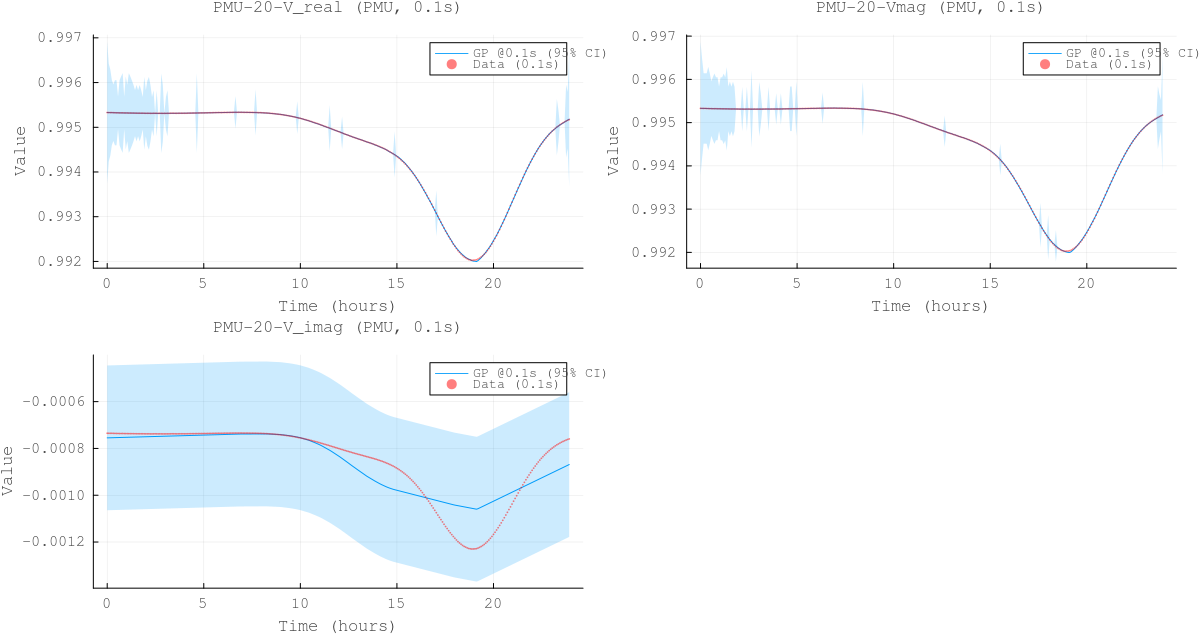 PMU-20-V_real (PMU, 0.1s)
0.997
0.996
0.995
0.994
0.993
0.992
Value
0 5 10 15 20
Time (hours)
GP @0.1s (95% CI)
Data (0.1s)
PMU-20-Vmag (PMU, 0.1s)
0.997
0.996
0.995
0.994
0.993
0.992
Value
0 5 10 15 20
Time (hours)
GP @0.1s (95% CI)
Data (0.1s)
PMU-20-V_imag (PMU, 0.1s)
-0.0006
-0.0008
-0.0010
-0.0012
Value
0 5 10 15 20
Time (hours)
GP @0.1s (95% CI)
Data (0.1s)